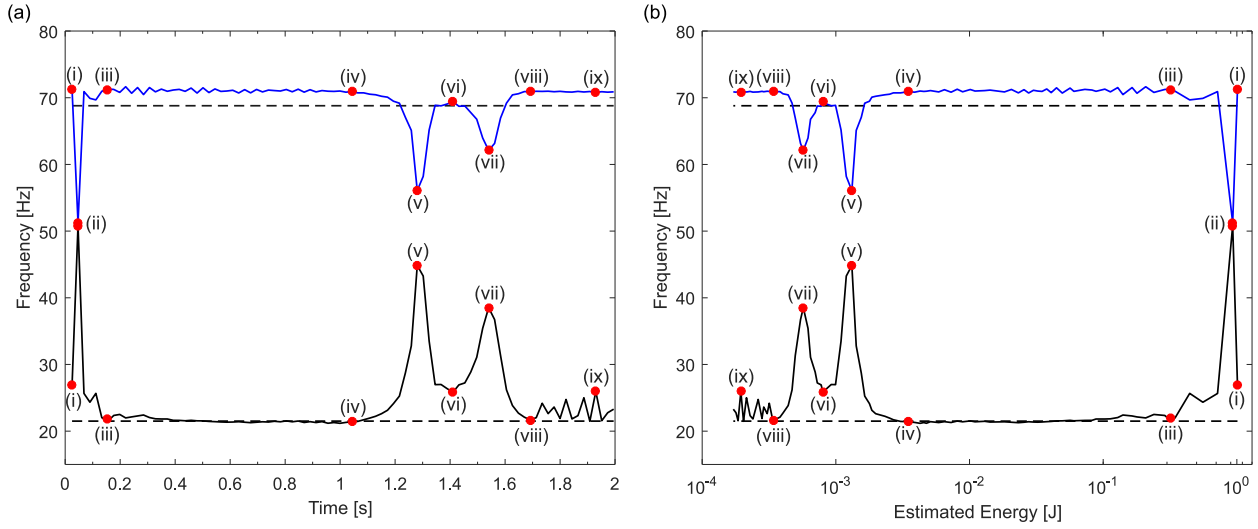 (a)
80
70
60
50
40
30
20
Frequency [Hz]
0 0.2 0.4 0.6 0.8 1 1.2 1.4 1.6 1.8 2
Time [s]
(i) (iii) (iv) (vi) (viii) (ix)
(v) (vii)
(ii)
(v) (vii)
(i) (iii) (iv) (vi) (viii) (ix)
(b)
80
70
60
50
40
30
20
Frequency [Hz]
10-4 10-3 10-2 10-1 100
Estimated Energy [J]
(ix) (viii) (vi) (iv) (iii) (i)
(vii) (v)
(ii)
(vii) (v)
(ix) (viii) (vi) (iv) (iii) (i)